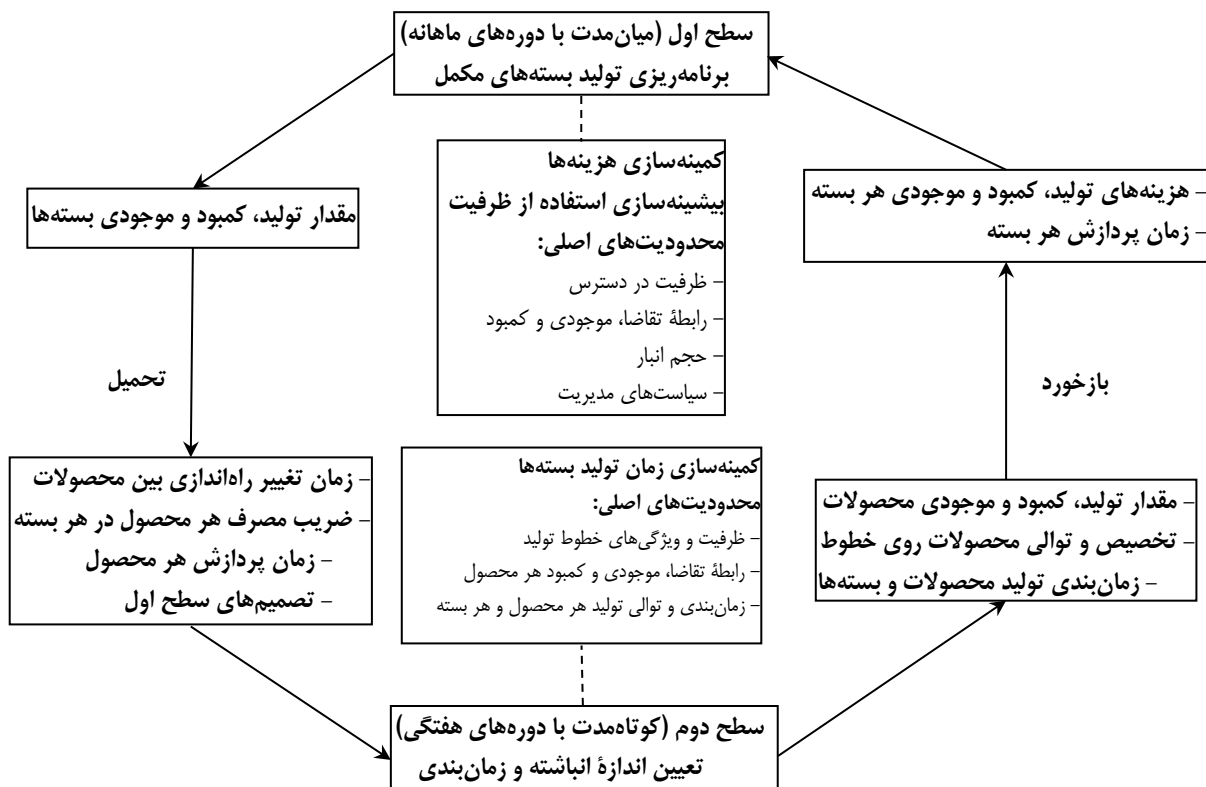 سطح اول (میان‌مدت با دوره‌های ماهانه)
برنامه‌ریزی تولید بسته‌های مکمل
کمینه‌سازی هزینه‌ها
بیشینه‌سازی استفاده از ظرفیت
محدودیت‌های اصلی:
- ظرفیت در دسترس
- رابطۀ تقاضا، موجودی و کمبود
- حجم انبار
- سیاست‌های مدیریت
- هزینه‌های تولید، کمبود و موجودی هر بسته
- زمان پردازش هر بسته
مقدار تولید، کمبود و موجودی بسته‌ها
بازخورد
تحمیل
- مقدار تولید، کمبود و موجودی محصولات
- تخصیص و توالی محصولات روی خطوط
- زمان‌بندی تولید محصولات و بسته‌ها
کمینه‌سازی زمان تولید بسته‌ها
محدودیت‌های اصلی:
- ظرفیت و ویژگی‌های خطوط تولید
- رابطۀ تقاضا، موجودی و کمبود هر محصول
- زمان‌بندی و توالی تولید هر محصول و هر بسته
- زمان تغییر راه‌اندازی بین محصولات
- ضریب مصرف هر محصول در هر بسته
- زمان پردازش هر محصول
- تصمیم‌های سطح اول
سطح دوم (کوتاه‌مدت با دوره‌های هفتگی)
تعیین اندازۀ انباشته و زمان‌بندی